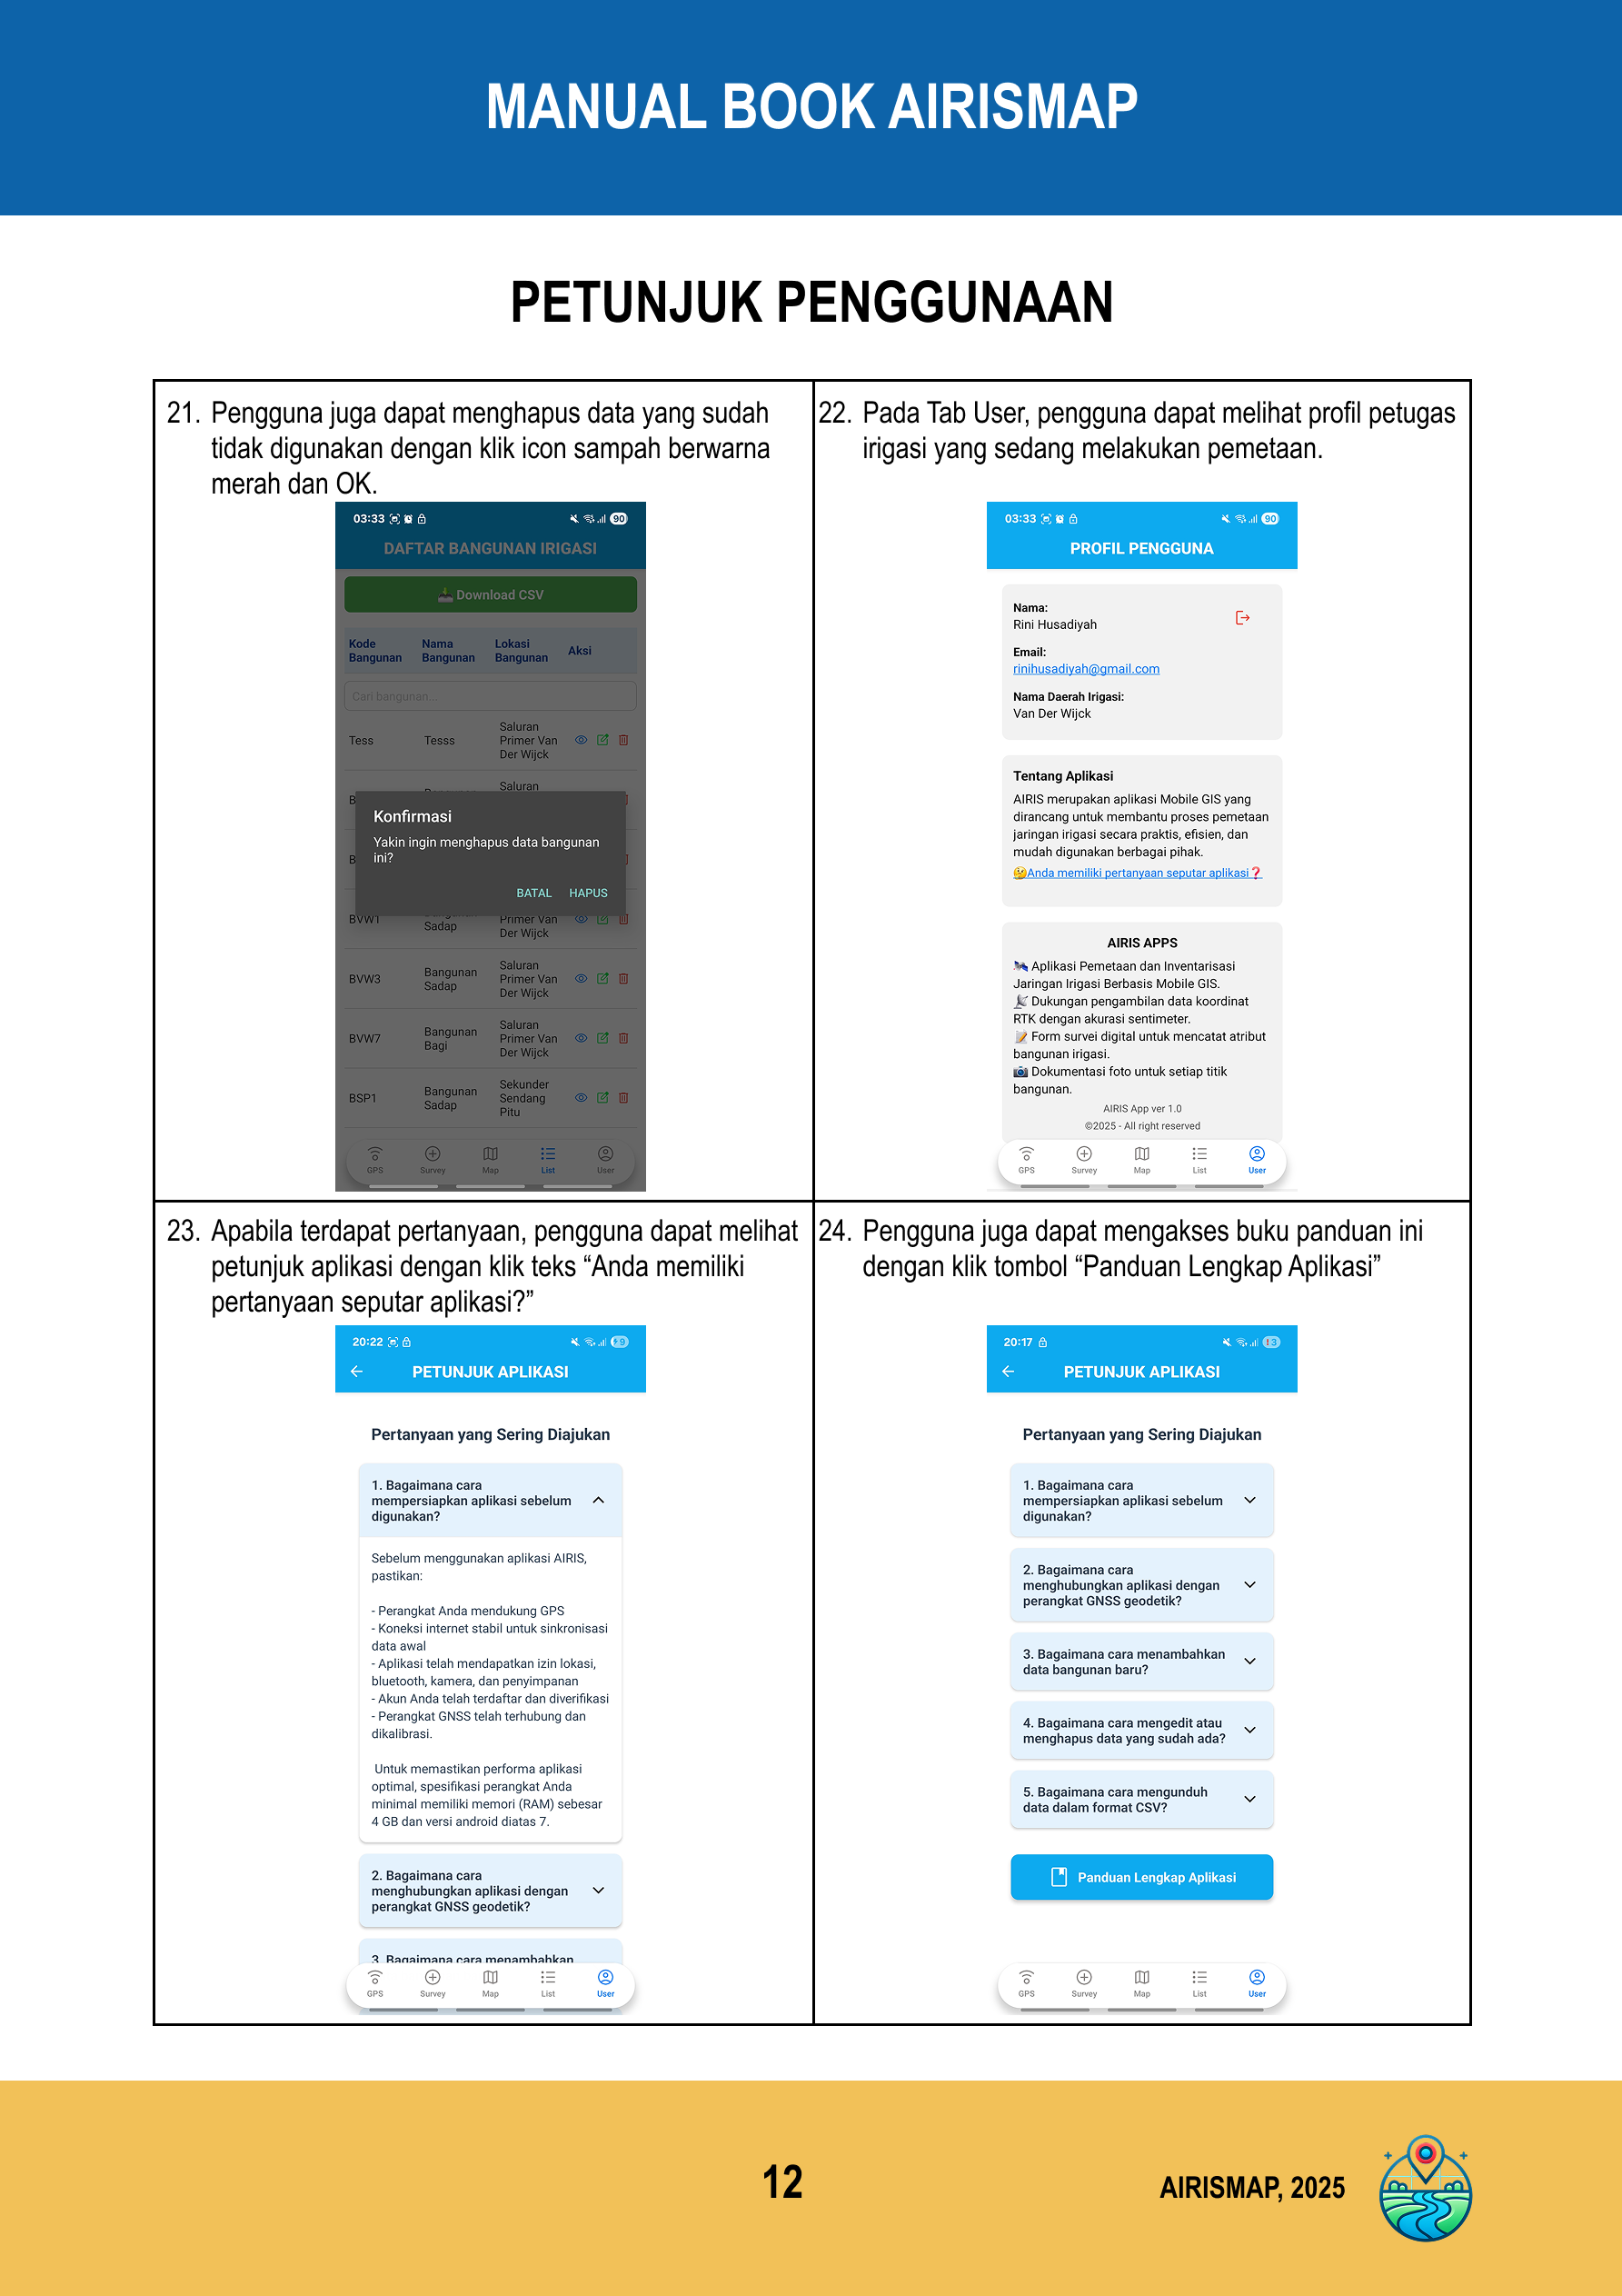 MANUAL BOOK AIRISMAP
PETUNJUK PENGGUNAAN
21. Pengguna juga dapat menghapus data yang sudah
tidak digunakan dengan klik icon sampah berwarna
merah dan OK.
03:33
90
DAFTAR BANGUNAN IRIGASI
Download CSV
Kode Bangunan Nama Bangunan Lokasi Bangunan Aksi
Cari bangunan...
Tess Tesss Saluran Primer Van Der Wijck
Saluran
B
Konfirmasi
Yakin ingin menghapus data bangunan
ini?
B
BATAL HAPUS
BVW1 Sadap Primer Van Der Wijck
BVW3 Bangunan Sadap Saluran Primer Van Der Wijck
BVW7 Bangunan Bagi Saluran Primer Van Der Wijck
BSP1 Bangunan Sadap Sekunder Sendang Pitu
GPS Survey Map List User
22. Pada Tab User, pengguna dapat melihat profil petugas
irigasi yang sedang melakukan pemetaan.
03:33
90
PROFIL PENGGUNA
Nama:
Rini Husadiyah
Email:
rinihusadiyah@gmail.com
Nama Daerah Irigasi:
Van Der Wijck
Tentang Aplikasi
AIRIS merupakan aplikasi Mobile GIS yang
dirancang untuk membantu proses pemetaan
jaringan irigasi secara praktis, efisien, dan
mudah digunakan berbagai pihak.
🤔Anda memiliki pertanyaan seputar aplikasi❓
AIRIS APPS
🛰️ Aplikasi Pemetaan dan Inventarisasi
Jaringan Irigasi Berbasis Mobile GIS.
📡 Dukungan pengambilan data koordinat
RTK dengan akurasi sentimeter.
📝 Form survei digital untuk mencatat atribut
bangunan irigasi.
📷 Dokumentasi foto untuk setiap titik
bangunan.
AIRIS App ver 1.0
©2025 - All right reserved
GPS Survey Map List User
23. Apabila terdapat pertanyaan, pengguna dapat melihat
petunjuk aplikasi dengan klik teks “Anda memiliki
pertanyaan seputar aplikasi?”
20:22
9
PETUNJUK APLIKASI
Pertanyaan yang Sering Diajukan
1. Bagaimana cara
mempersiapkan aplikasi sebelum
digunakan?
Sebelum menggunakan aplikasi AIRIS,
pastikan:
- Perangkat Anda mendukung GPS
- Koneksi internet stabil untuk sinkronisasi
data awal
- Aplikasi telah mendapatkan izin lokasi,
bluetooth, kamera, dan penyimpanan
- Akun Anda telah terdaftar dan diverifikasi
- Perangkat GNSS telah terhubung dan
dikalibrasi.
Untuk memastikan performa aplikasi
optimal, spesifikasi perangkat Anda
minimal memiliki memori (RAM) sebesar
4 GB dan versi android diatas 7.
2. Bagaimana cara
menghubungkan aplikasi dengan
perangkat GNSS geodetik?
3. Bagaimana cara menambahkan
GPS Survey Map List User
24. Pengguna juga dapat mengakses buku panduan ini
dengan klik tombol “Panduan Lengkap Aplikasi”
20:17
PETUNJUK APLIKASI
Pertanyaan yang Sering Diajukan
1. Bagaimana cara
mempersiapkan aplikasi sebelum
digunakan?
2. Bagaimana cara
menghubungkan aplikasi dengan
perangkat GNSS geodetik?
3. Bagaimana cara menambahkan
data bangunan baru?
4. Bagaimana cara mengedit atau
menghapus data yang sudah ada?
5. Bagaimana cara mengunduh
data dalam format CSV?
Panduan Lengkap Aplikasi
GPS Survey Map List User
12
AIRISMAP, 2025